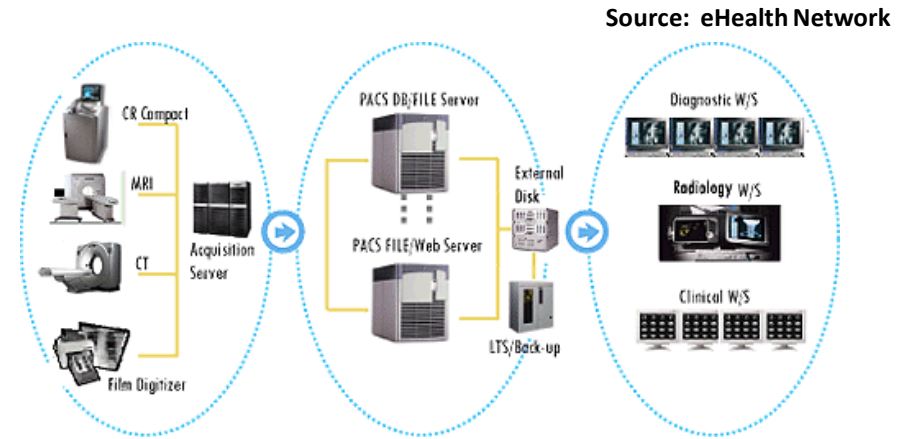 Source: eHealth Network
CR Compact
MRI
Acquisition
Server
CT
Film Digitizer
PACS DB/FILE Server
External
Disk
PACS FILE/Web Server
LTS/Back-up
Diagnostic W/S
Radiology W/S
Clinical W/S